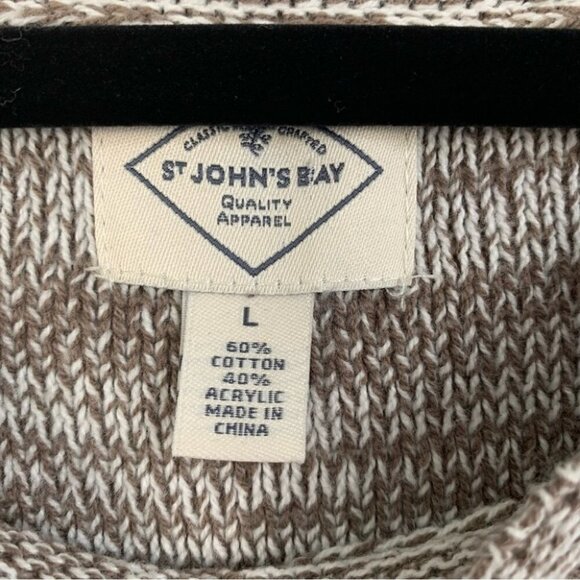 CLASSIC CRAFTED
ST JOHN'S BAY
QUALITY
APPAREL
L
60%
COTTON
40%
ACRYLIC
MADE IN
CHINA